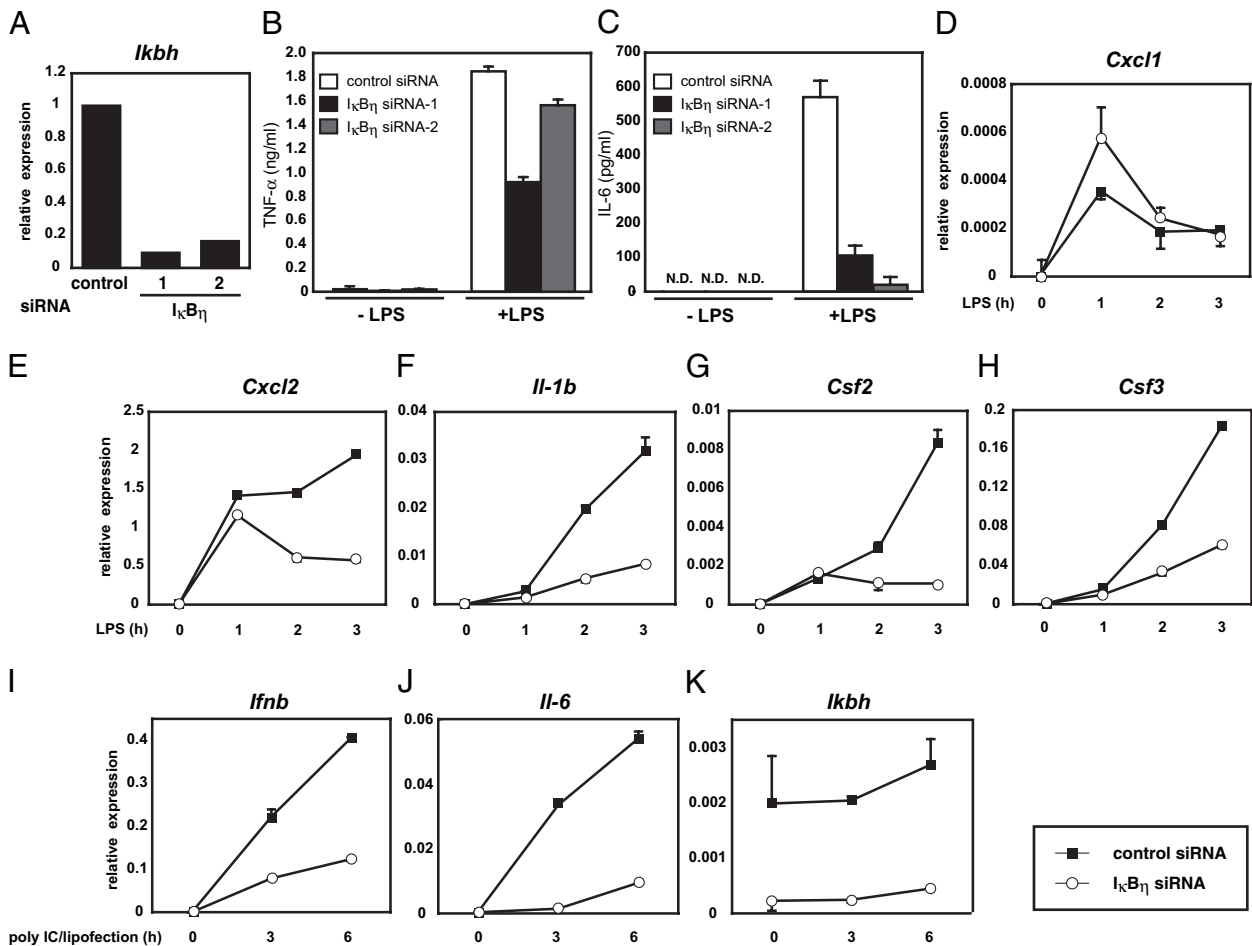 A
Ikbh
relative expression
1.2
1
0.8
0.6
0.4
0.2
0
control
1
2
siRNA
IκBη
B
TNF-α (ng/ml)
2.0
1.8
1.6
1.4
1.2
1.0
0.8
0.6
0.4
0.2
0
control siRNA
IκBη siRNA-1
IκBη siRNA-2
- LPS
+LPS
C
IL-6 (pg/ml)
700
600
500
400
300
200
100
0
control siRNA
IκBη siRNA-1
IκBη siRNA-2
N.D. N.D. N.D.
- LPS
+LPS
D
Cxcl1
relative expression
0.0008
0.0006
0.0004
0.0002
0
LPS (h)
0
1
2
3
E
Cxcl2
relative expression
2.5
2
1.5
1
0.5
0
LPS (h)
0
1
2
3
F
Il-1b
0.04
0.03
0.02
0.01
0
0
1
2
3
G
Csf2
0.01
0.008
0.006
0.004
0.002
0
0
1
2
3
H
Csf3
0.2
0.16
0.12
0.08
0.04
0
0
1
2
3
I
Ifnb
relative expression
0.4
0.3
0.2
0.1
0
poly IC/lipofection (h)
0
3
6
J
Il-6
0.06
0.04
0.02
0
0
3
6
K
Ikbh
0.003
0.002
0.001
0
0
3
6
control siRNA
IκBη siRNA